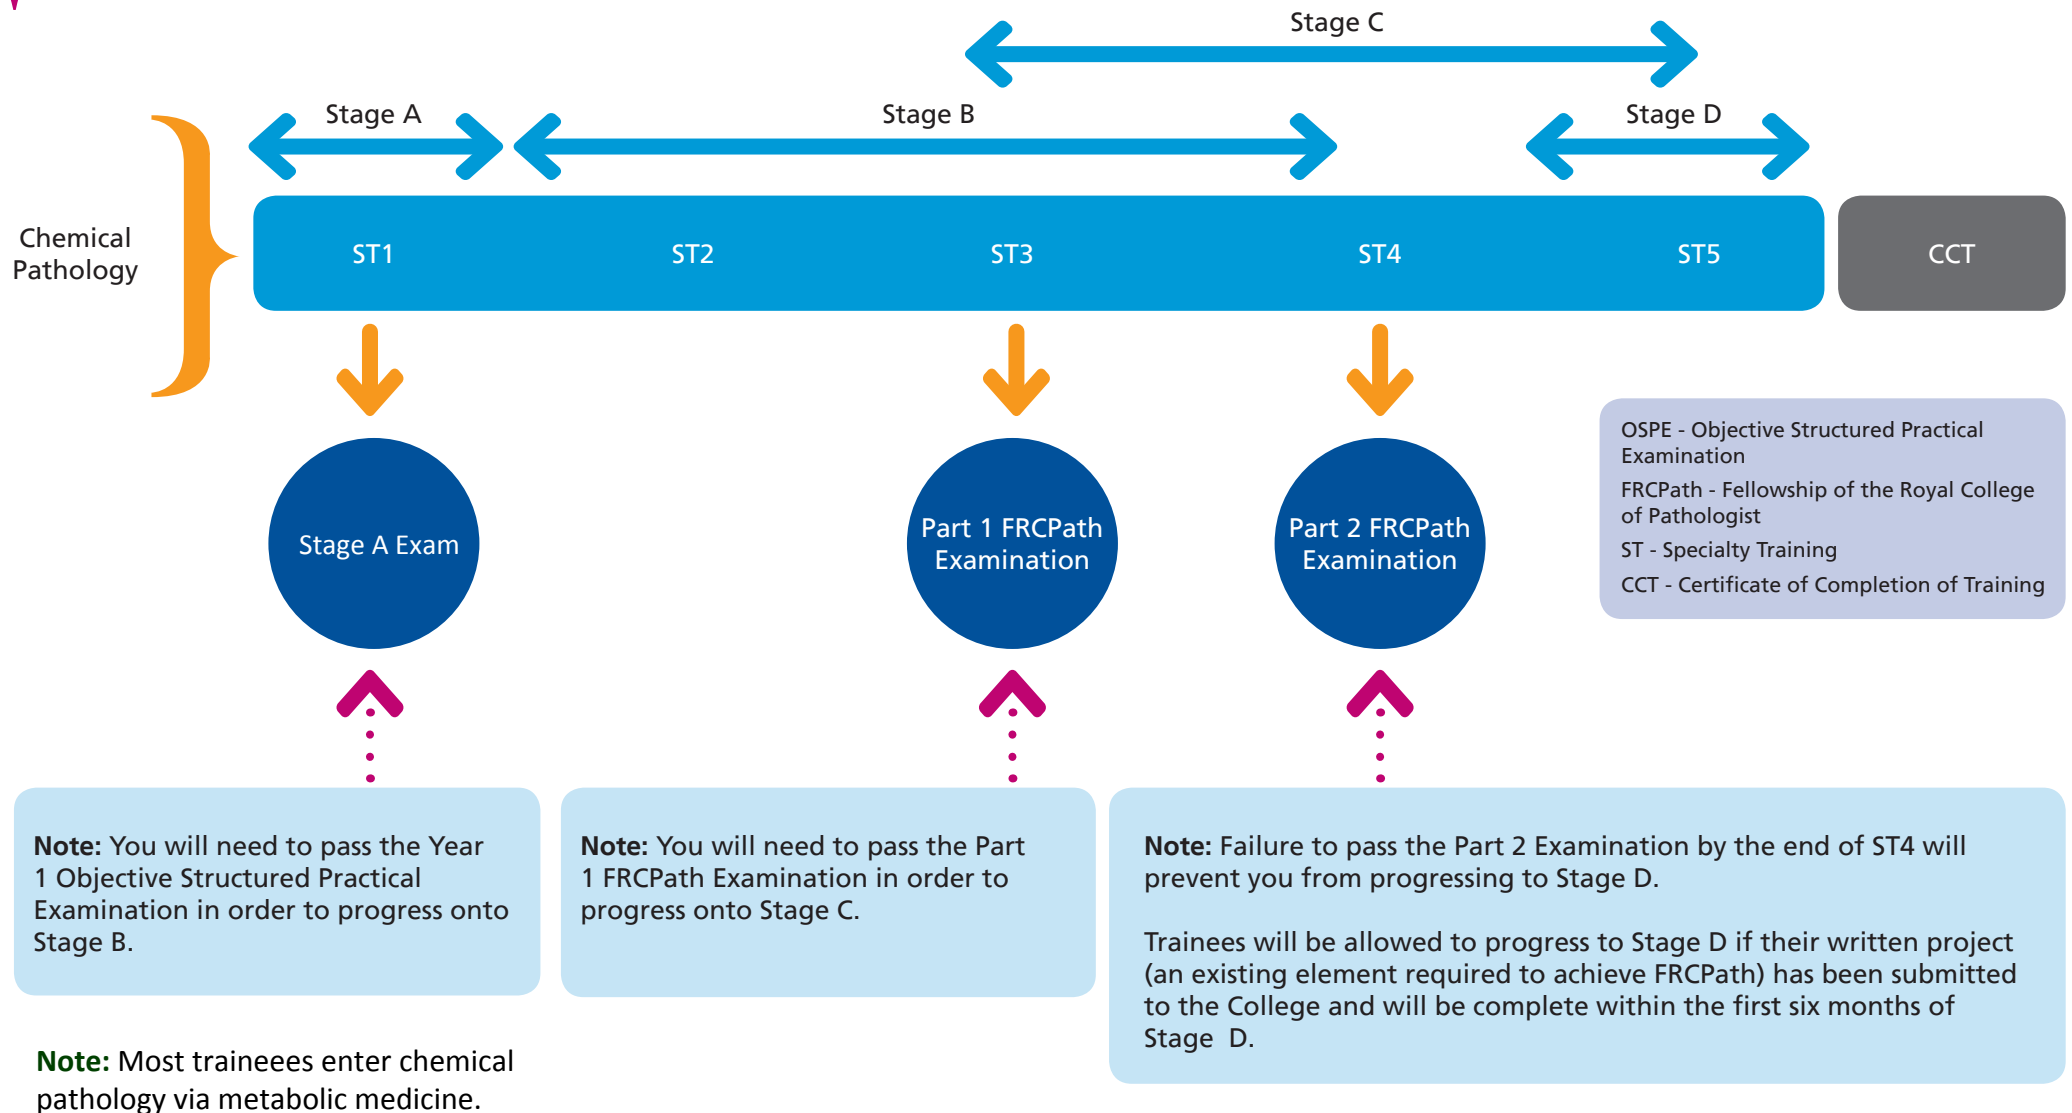 Stage C
Stage A
Stage B
Stage D
Chemical
Pathology
ST1
ST2
ST3
ST4
ST5
CCT
OSPE - Objective Structured Practical
Examination
FRCPath - Fellowship of the Royal College
of Pathologist
ST - Specialty Training
CCT - Certificate of Completion of Training
Stage A Exam
Part 1 FRCPath
Examination
Part 2 FRCPath
Examination
Note: You will need to pass the Year
1 Objective Structured Practical
Examination in order to progress onto
Stage B.
Note: You will need to pass the Part
1 FRCPath Examination in order to
progress onto Stage C.
Note: Failure to pass the Part 2 Examination by the end of ST4 will
prevent you from progressing to Stage D.
Trainees will be allowed to progress to Stage D if their written project
(an existing element required to achieve FRCPath) has been submitted
to the College and will be complete within the first six months of
Stage D.
Note: Most traineees enter chemical
pathology via metabolic medicine.